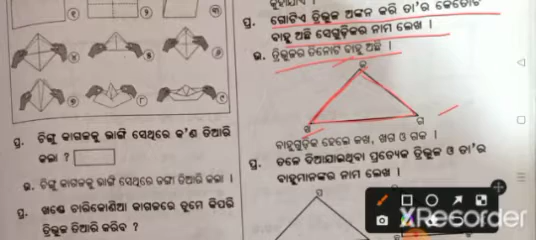 ପ୍ର. ଚିଙ୍କୁ କାଗଜକୁ ଭାଙ୍ଗି ସେଥିରେ କ'ଣ ତିଆରି
କଲା ?
ଉ. ଚିଙ୍କୁ କାଗଜକୁ ଭାଙ୍ଗି ସେଥିରେ ଡଙ୍ଗା ତିଆରି କଲା ।
ପ୍ର. ଖଣ୍ଡେ ଚାରିକୋଣିଆ କାଗଜରେ ତୁମେ କିପରି
ତ୍ରିଭୁଜ ତିଆରି କରିବ ?
ପ୍ର. ଗୋଟିଏ ତ୍ରିଭୁଜ ଅଙ୍କନ କରି ତା'ର କେତୋଟି
ବାହୁ ଅଛି ସେଗୁଡ଼ିକର ନାମ ଲେଖ ।
ଉ. ତ୍ରିଭୁଜର ତିନୋଟି ବାହୁ ଅଛି ।
କ
ଖ ଗ
ବାହୁଗୁଡ଼ିକ ହେଲେ କଖ, ଖଗ ଓ ଗକ ।
ପ୍ର. ତଳେ ଦିଆଯାଇଥିବା ପ୍ରତ୍ୟେକ ତ୍ରିଭୁଜ ଓ ତା'ର
ବାହୁମାନଙ୍କର ନାମ ଲେଖ ।
XRecorder